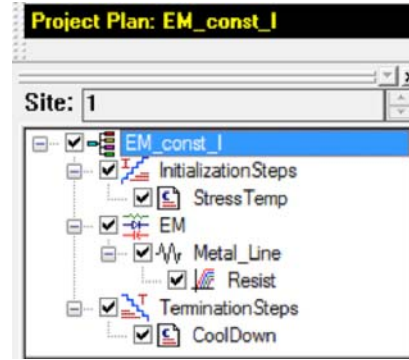 Project Plan: EM_const_I
Site: 1
EM_const_I
InitializationSteps
StressTemp
EM
Metal_Line
Resist
TerminationSteps
CoolDown